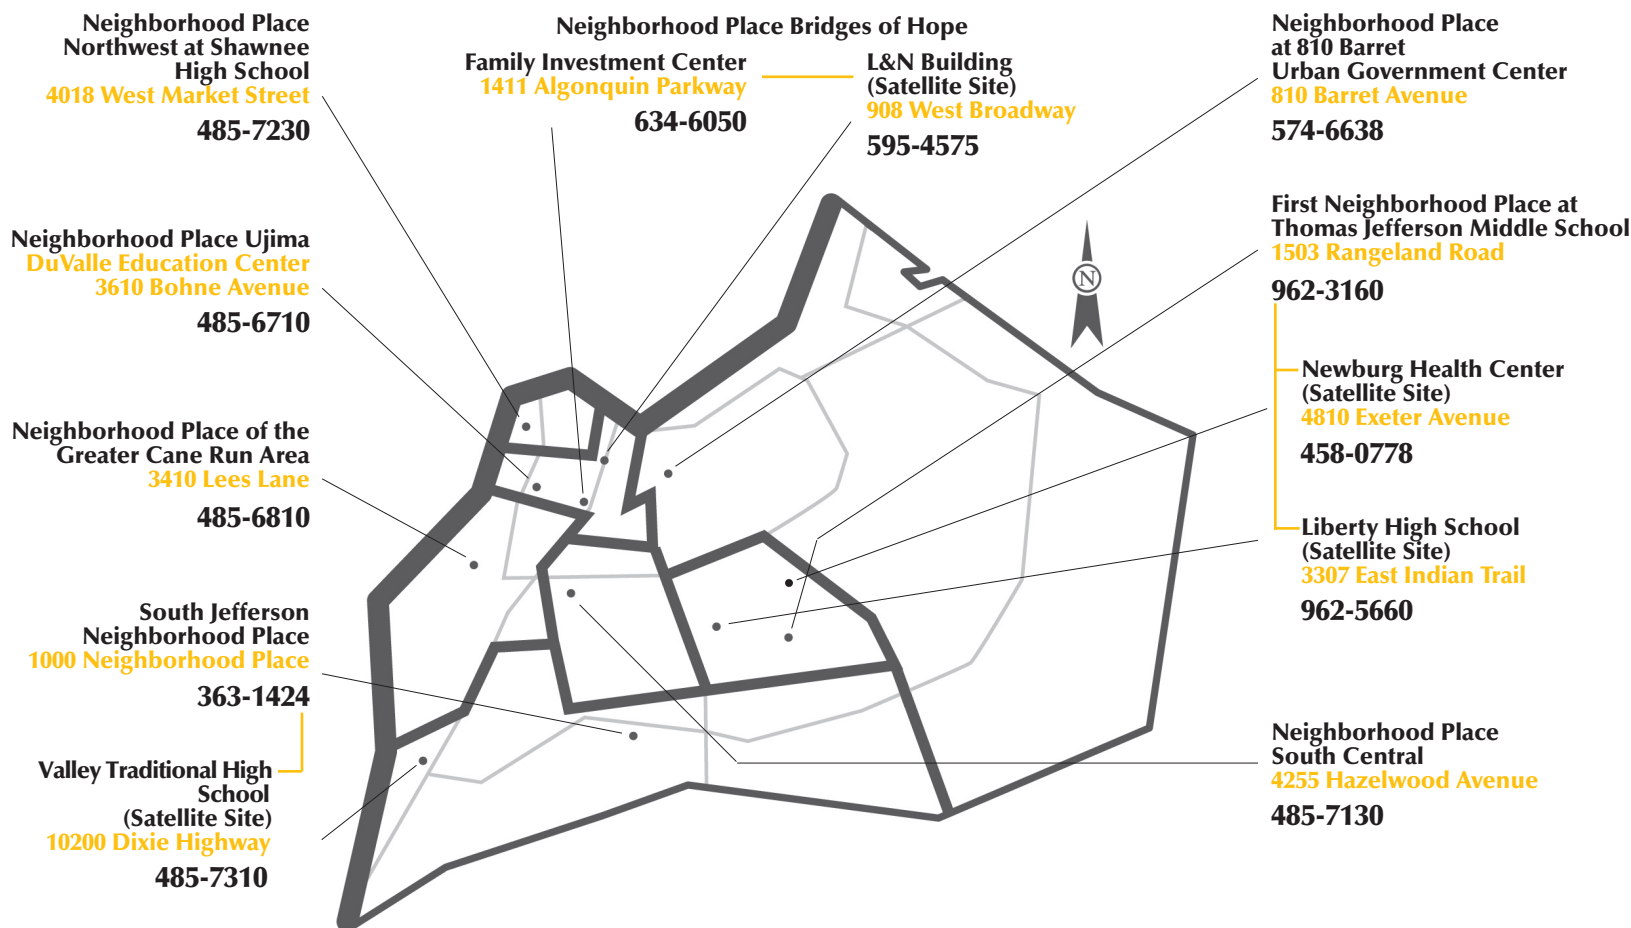 Neighborhood Place
Northwest at Shawnee
High School
4018 West Market Street
485-7230
Neighborhood Place Bridges of Hope
Family Investment Center
1411 Algonquin Parkway
634-6050
L&N Building
(Satellite Site)
908 West Broadway
595-4575
Neighborhood Place
at 810 Barret
Urban Government Center
810 Barret Avenue
574-6638
Neighborhood Place Ujima
DuValle Education Center
3610 Bohne Avenue
485-6710
First Neighborhood Place at
Thomas Jefferson Middle School
1503 Rangeland Road
962-3160
N
Newburg Health Center
(Satellite Site)
4810 Exeter Avenue
458-0778
Neighborhood Place of the
Greater Cane Run Area
3410 Lees Lane
485-6810
Liberty High School
(Satellite Site)
3307 East Indian Trail
962-5660
South Jefferson
Neighborhood Place
1000 Neighborhood Place
363-1424
Valley Traditional High
School
(Satellite Site)
10200 Dixie Highway
485-7310
Neighborhood Place
South Central
4255 Hazelwood Avenue
485-7130